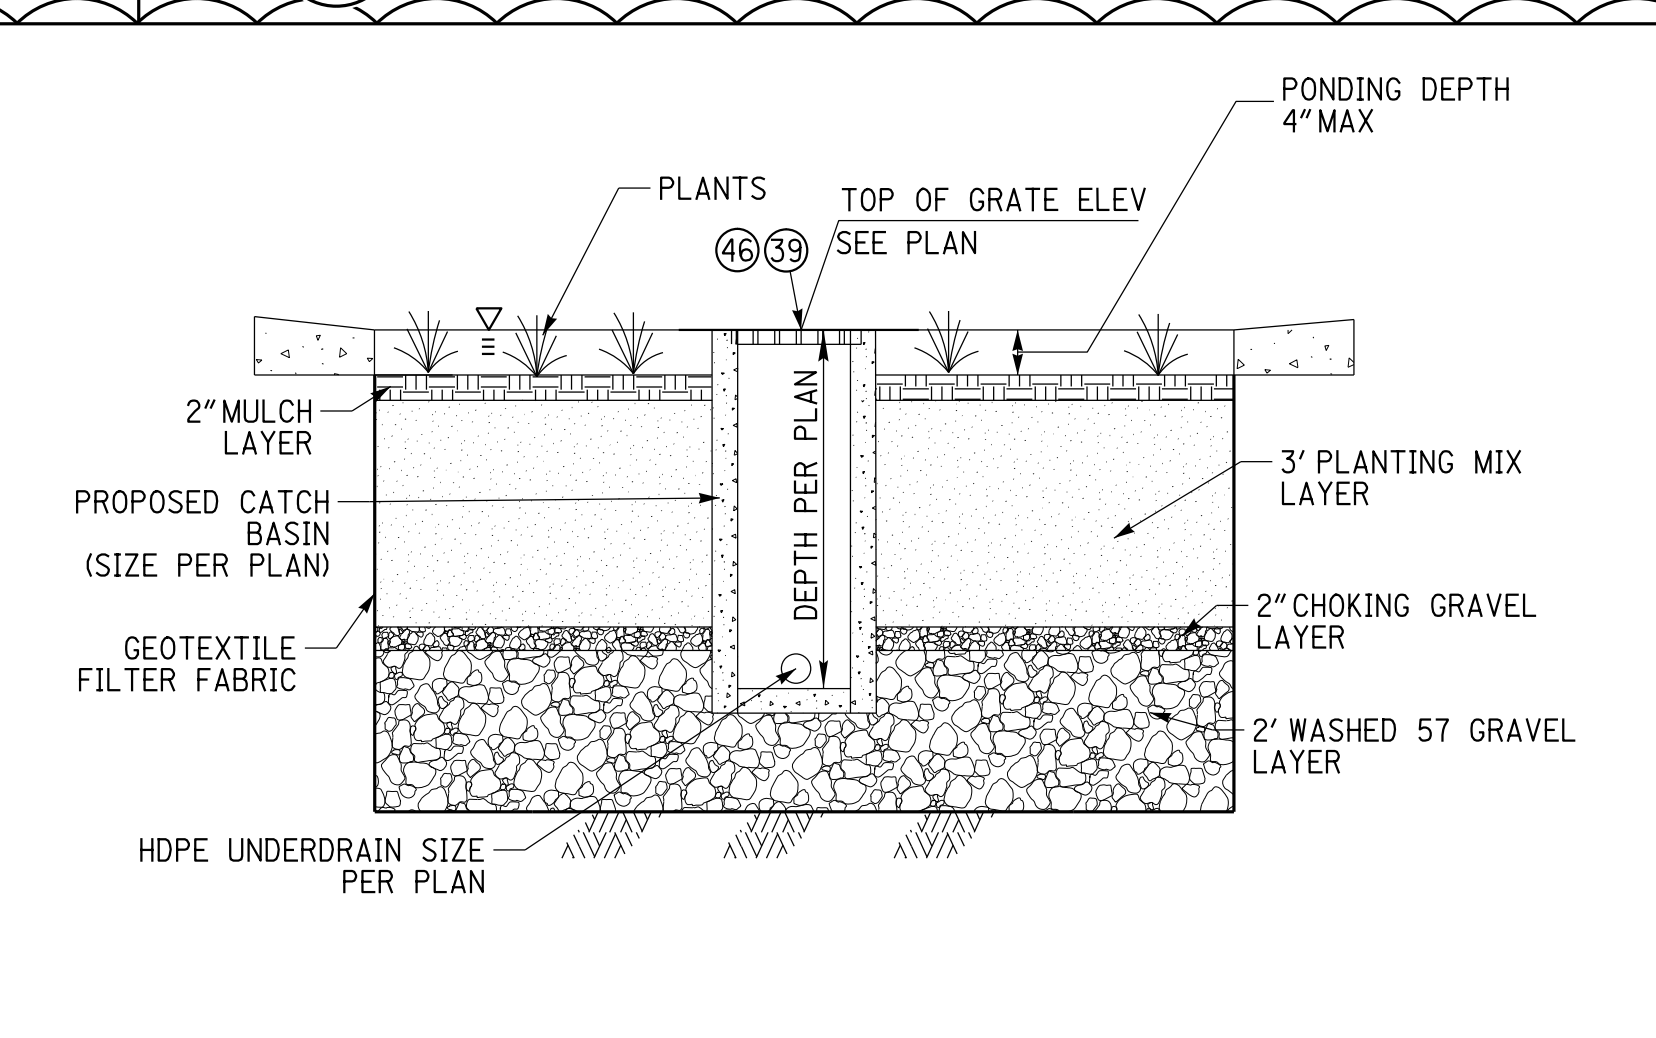 PONDING DEPTH
4" MAX
PLANTS
TOP OF GRATE ELEV
SEE PLAN
46 39
2" MULCH
LAYER
DEPTH PER PLAN
3' PLANTING MIX
LAYER
PROPOSED CATCH
BASIN
(SIZE PER PLAN)
2" CHOKING GRAVEL
LAYER
GEOTEXTILE
FILTER FABRIC
2' WASHED 57 GRAVEL
LAYER
HDPE UNDERDRAIN SIZE
PER PLAN